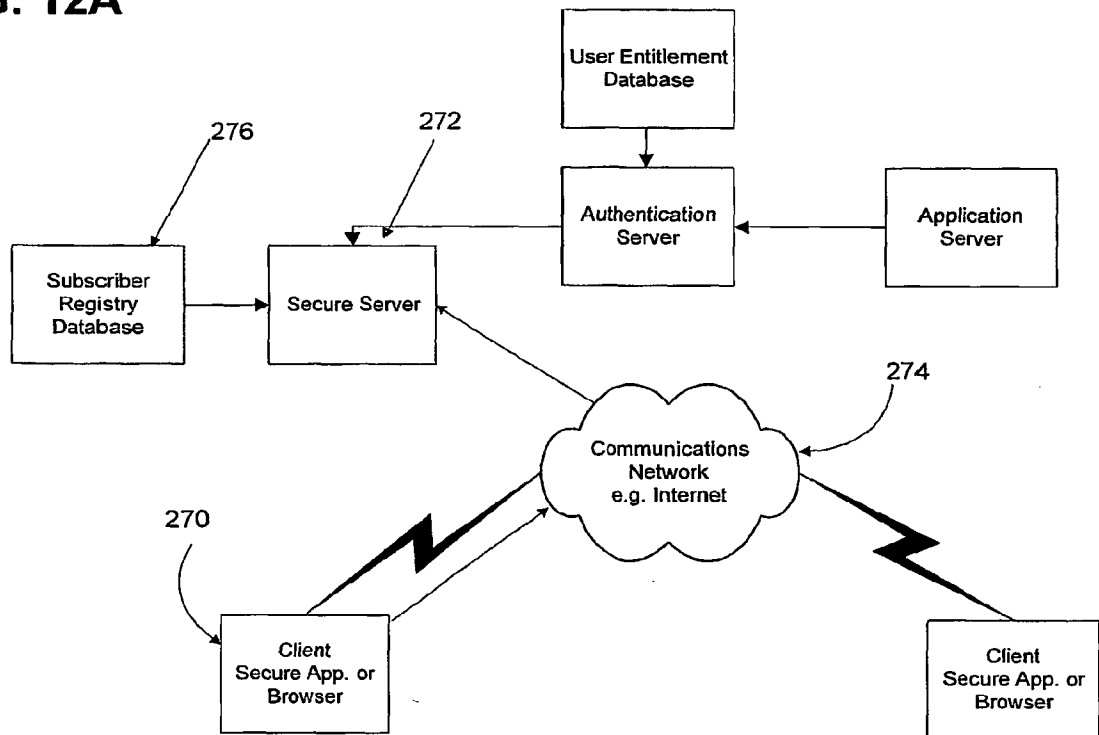 12A
User Entitlement
Database
276
272
Authentication
Server
Application
Server
Subscriber
Registry
Database
Secure Server
274
Communications
Network
e.g. Internet
270
Client
Secure App. or
Browser
Client
Secure App. or
Browser